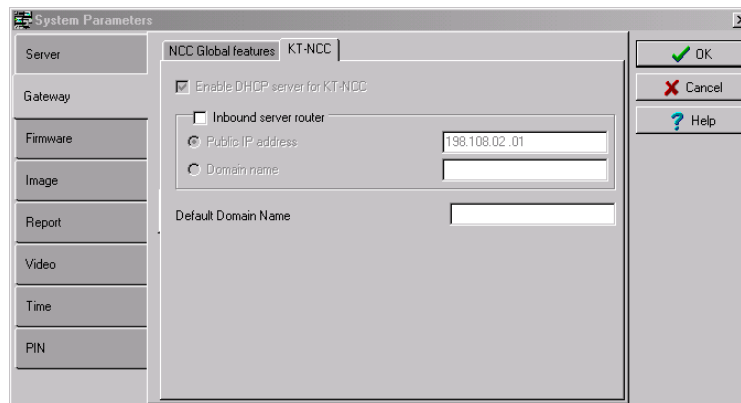 System Parameters
Server
Gateway
Firmware
Image
Report
Video
Time
PIN
NCC Global features
KT-NCC
Enable DHCP server for KT-NCC
Inbound server router
Public IP address
198.108.02 .01
Domain name
Default Domain Name
OK
Cancel
? Help